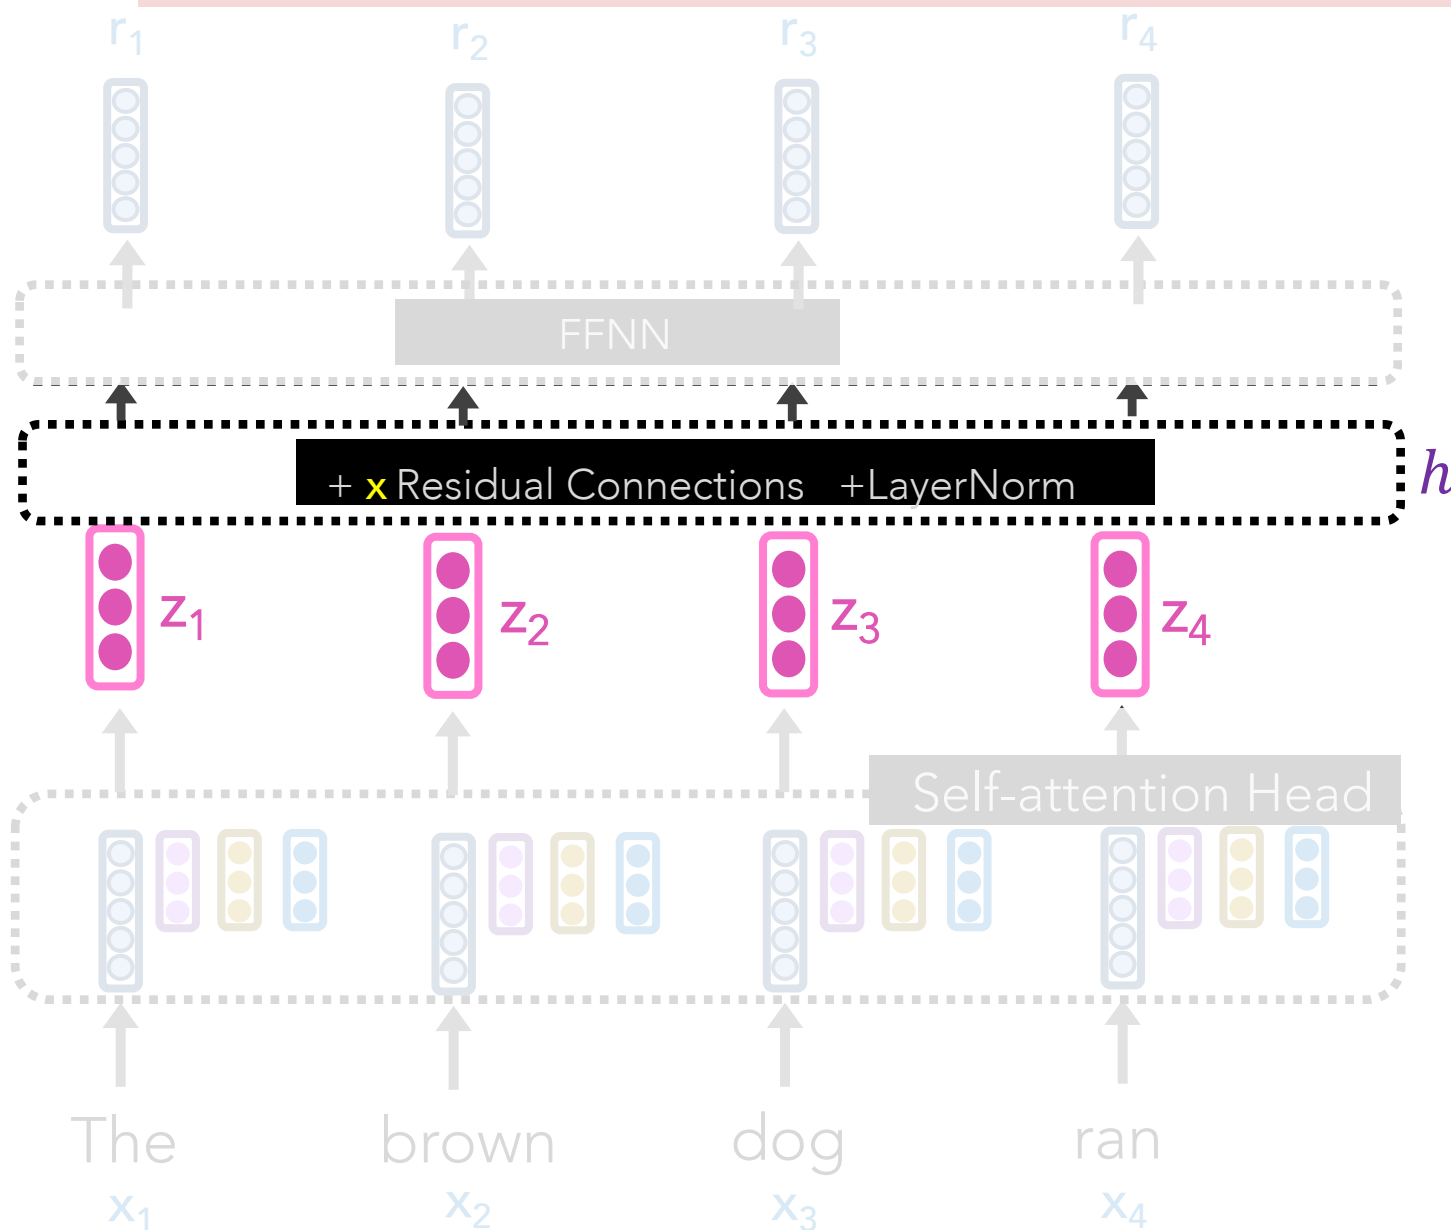 r₁ r₂ r₃ r₄
FFNN
+ x Residual Connections +LayerNorm
h
z₁ z₂ z₃ z₄
Self-attention Head
The brown dog ran
x₁ x₂ x₃ x₄